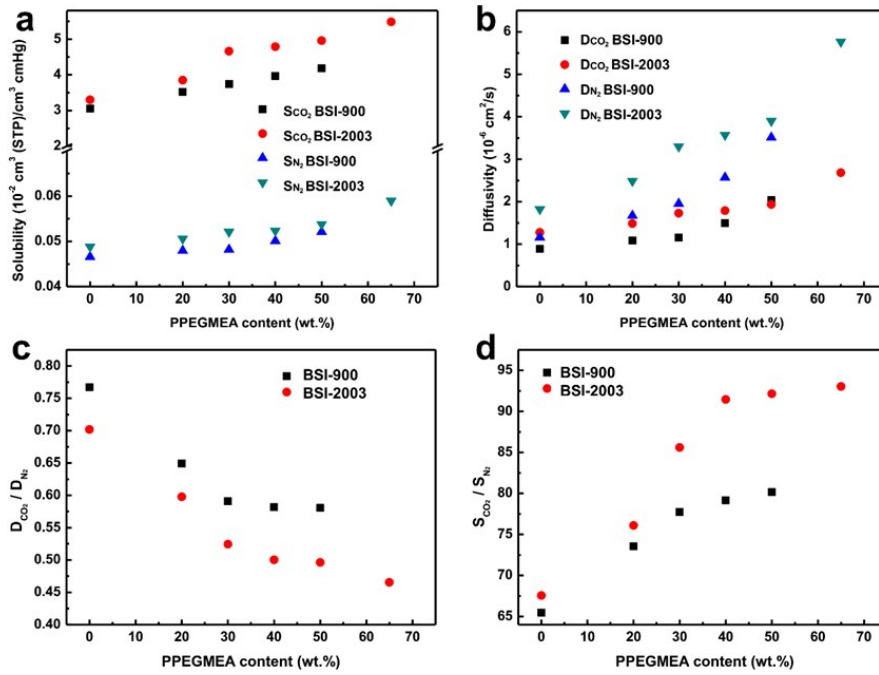 a
Solubility (10⁻² cm³ (STP)/cm³ cmHg)
5
4
3
2
0.06
0.05
0.04
S_CO₂ BSI-900
S_CO₂ BSI-2003
S_N₂ BSI-900
S_N₂ BSI-2003
0 10 20 30 40 50 60 70
PPEGMEA content (wt.%)
b
Diffusivity (10⁻⁶ cm²/s)
6
5
4
3
2
1
0
D_CO₂ BSI-900
D_CO₂ BSI-2003
D_N₂ BSI-900
D_N₂ BSI-2003
0 10 20 30 40 50 60 70
PPEGMEA content (wt.%)
c
D_CO₂ / D_N₂
0.80
0.75
0.70
0.65
0.60
0.55
0.50
0.45
0.40
BSI-900
BSI-2003
0 10 20 30 40 50 60 70
PPEGMEA content (wt.%)
d
S_CO₂ / S_N₂
95
90
85
80
75
70
65
BSI-900
BSI-2003
0 10 20 30 40 50 60 70
PPEGMEA content (wt.%)